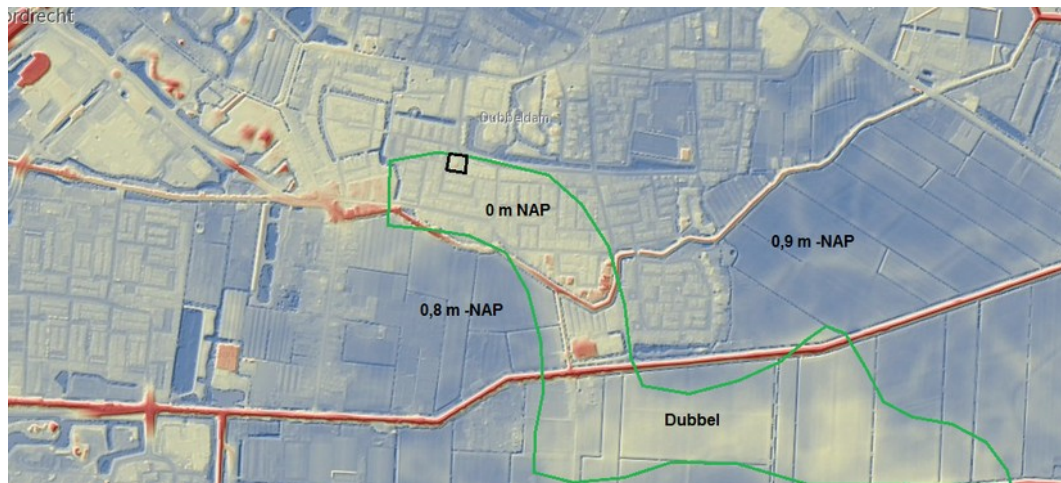 ordrecht
Dubbeldam
0 m NAP
0,9 m -NAP
0,8 m -NAP
Dubbel